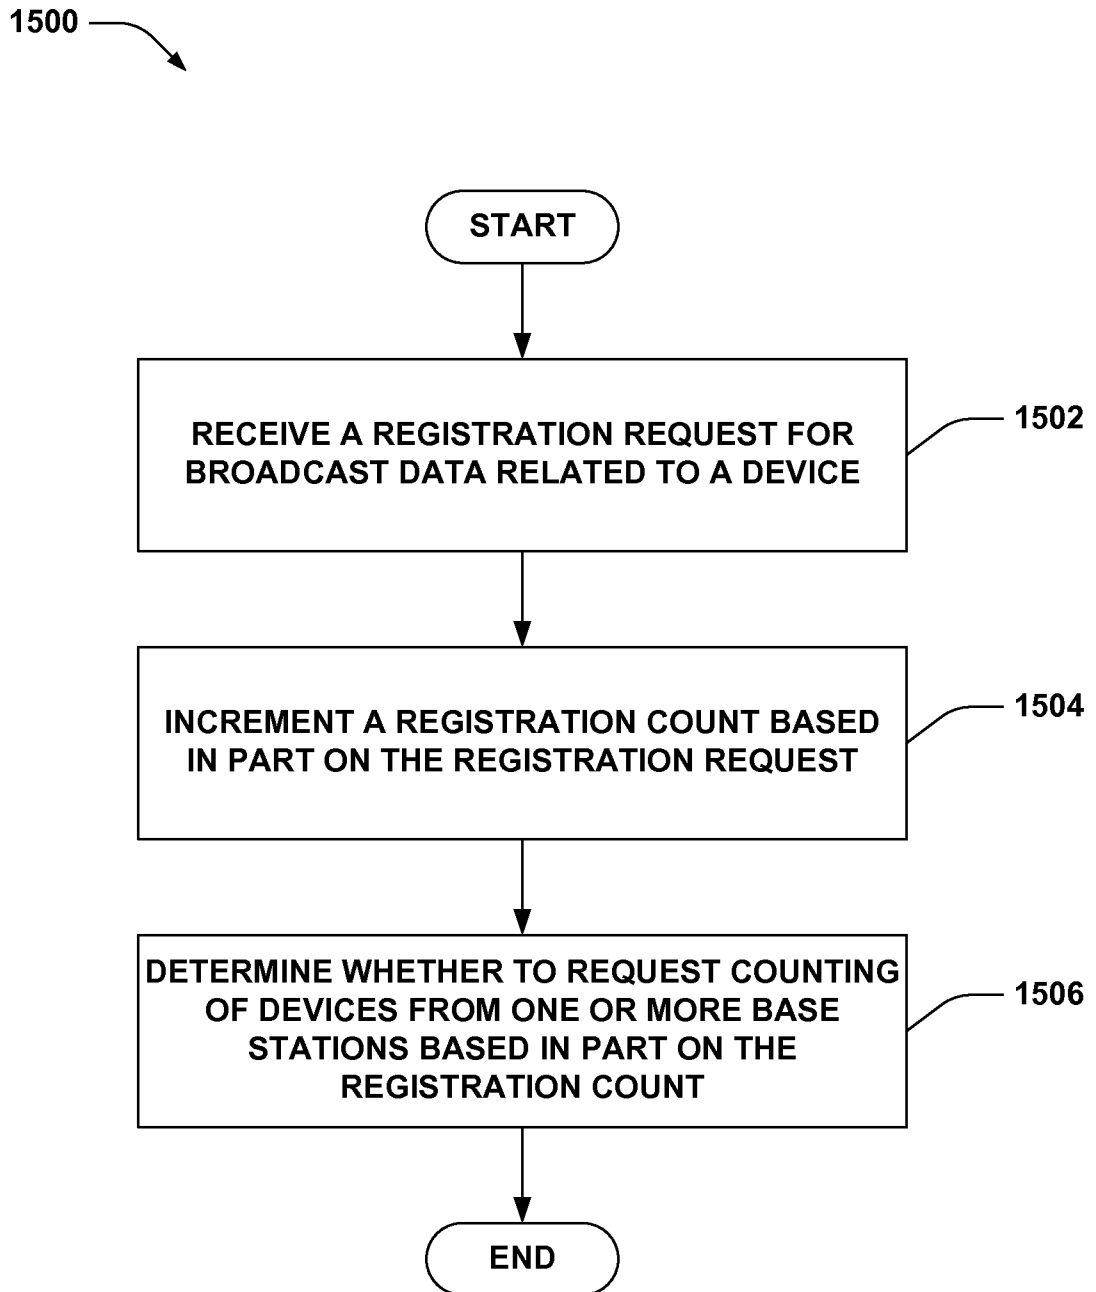 1500
START
RECEIVE A REGISTRATION REQUEST FOR
BROADCAST DATA RELATED TO A DEVICE
1502
INCREMENT A REGISTRATION COUNT BASED
IN PART ON THE REGISTRATION REQUEST
1504
DETERMINE WHETHER TO REQUEST COUNTING
OF DEVICES FROM ONE OR MORE BASE
STATIONS BASED IN PART ON THE
REGISTRATION COUNT
1506
END